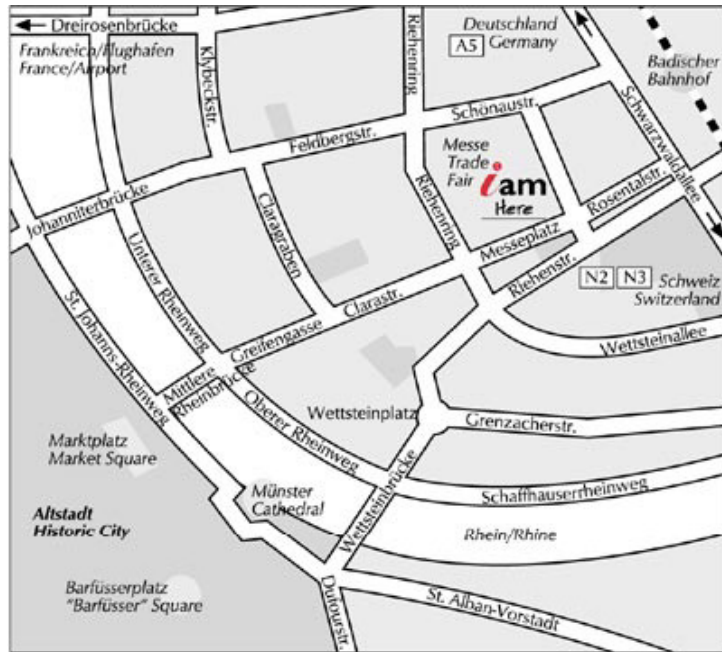 Dreirosenbrücke
Frankreich/Flughafen
France/Airport
Klybeckstr.
Riehenring
Deutschland
Germany
A5
Badischer
Bahnhof
Schönaustr.
Schwarzwaldallee
Feldbergstr.
Messe
Trade
Fair
iam
Here
Johanniterbrücke
Claragraben
Riehenring
Messeplatz
Rosentalstr.
Unterer Rheinweg
Riehenstr.
N2 N3
Schweiz
Switzerland
St. Johanns-Rheinweg
Greifengasse
Clarastr.
Wettsteinallee
Mittlere
Rheinbrücke
Oberer Rheinweg
Wettsteinplatz
Grenzacherstr.
Marktplatz
Market Square
Münster
Cathedral
Wettsteinbrücke
Schaffhauserrheinweg
Altstadt
Historic City
Rhein/Rhine
Barfüsserplatz
"Barfüsser" Square
Dufourstr.
St. Alban-Vorstadt